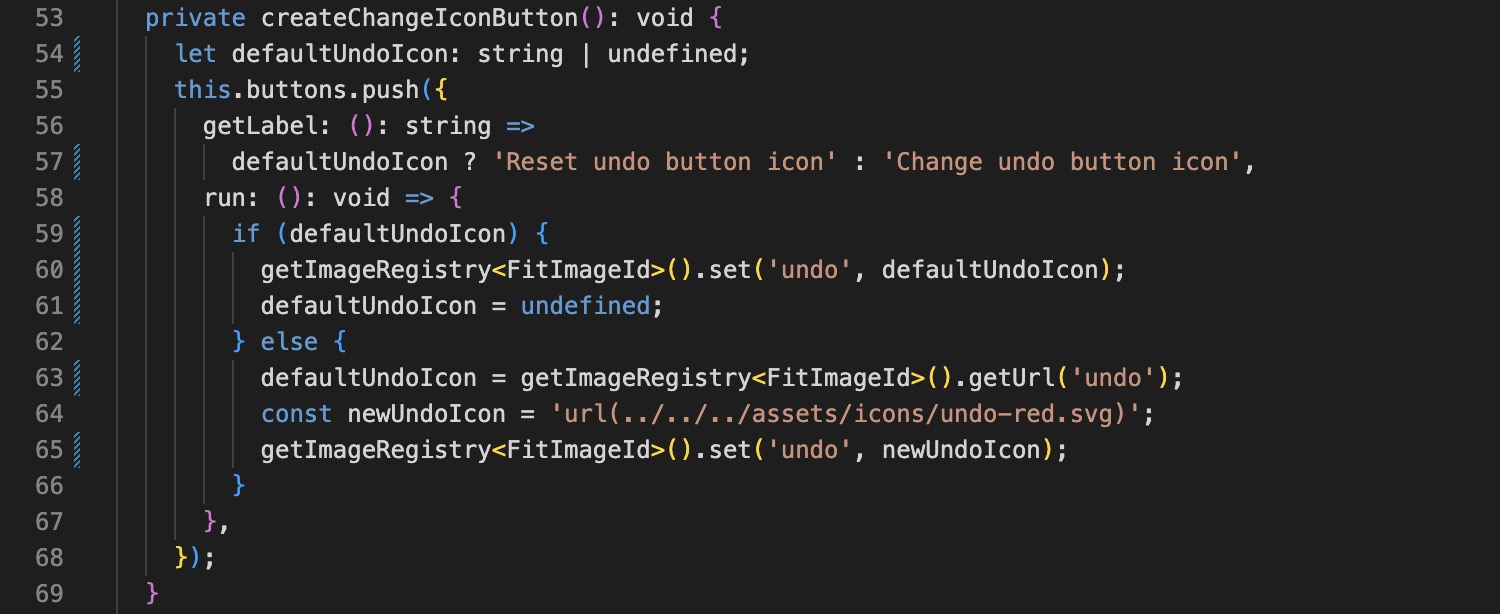 53 private createChangeIconButton(): void {
54 let defaultUndoIcon: string | undefined;
55 this.buttons.push({
56 getLabel: (): string =>
57 defaultUndoIcon ? 'Reset undo button icon' : 'Change undo button icon',
58 run: (): void => {
59 if (defaultUndoIcon) {
60 getImageRegistry<FitImageId>().set('undo', defaultUndoIcon);
61 defaultUndoIcon = undefined;
62 } else {
63 defaultUndoIcon = getImageRegistry<FitImageId>().getUrl('undo');
64 const newUndoIcon = 'url(../../../assets/icons/undo-red.svg)';
65 getImageRegistry<FitImageId>().set('undo', newUndoIcon);
66 }
67 },
68 });
69 }